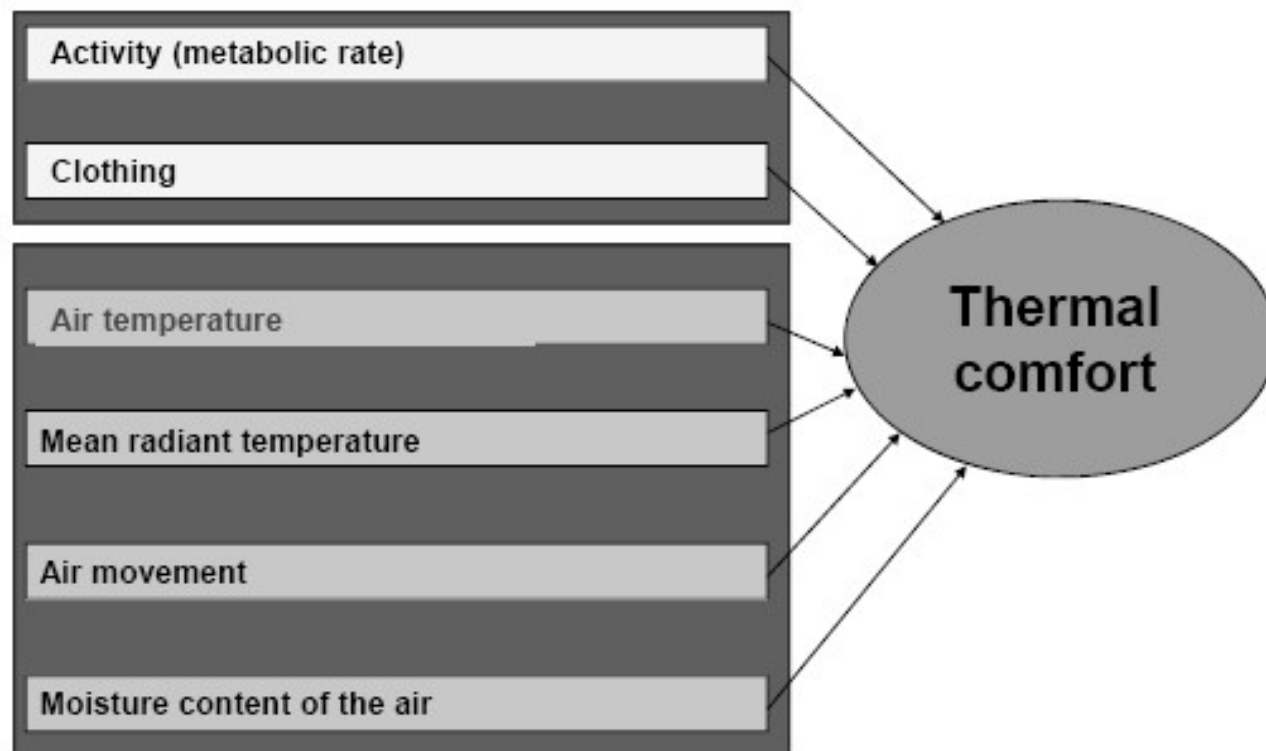 Activity (metabolic rate)
Clothing
Air temperature
Mean radiant temperature
Air movement
Moisture content of the air
Thermal
comfort